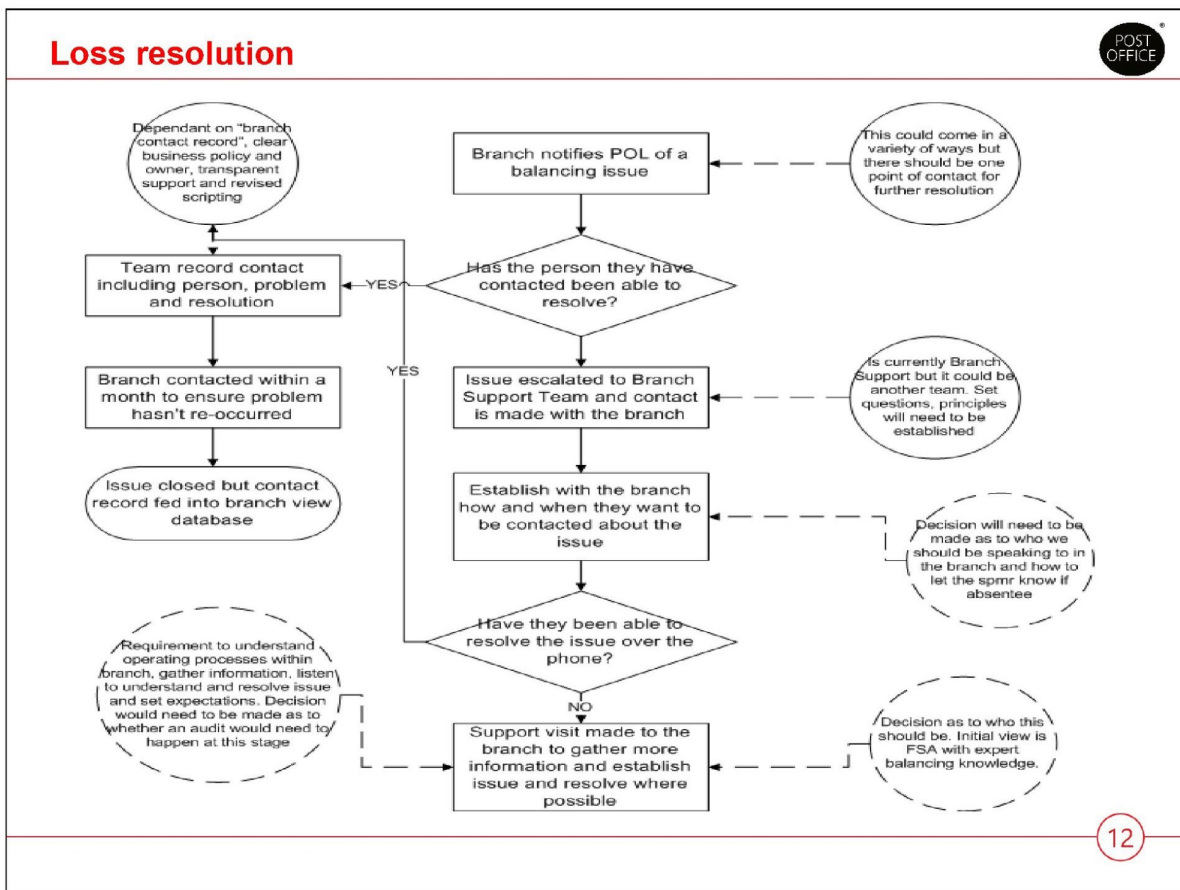 Loss resolution
POST
OFFICE
®
Dependant on "branch
contact record", clear
business policy and
owner, transparent
support and revised
scripting
Branch notifies POL of a
balancing issue
This could come in a
variety of ways but
there should be one
point of contact for
further resolution
Team record contact
including person, problem
and resolution
YES
Has the person they have
contacted been able to
resolve?
Branch contacted within a
month to ensure problem
hasn't re-occurred
YES
Issue escalated to Branch
Support Team and contact
is made with the branch
Is currently Branch
Support but it could be
another team. Set
questions, principles
will need to be
established
Issue closed but contact
record fed into branch view
database
Establish with the branch
how and when they want to
be contacted about the
issue
Decision will need to be
made as to who we
should be speaking to in
the branch and how to
let the spmr know if
absentee
Have they been able to
resolve the issue over the
phone?
Requirement to understand
operating processes within
branch, gather information, listen
to understand and resolve issue
and set expectations. Decision
would need to be made as to
whether an audit would need to
happen at this stage
NO
Support visit made to the
branch to gather more
information and establish
issue and resolve where
possible
Decision as to who this
should be. Initial view is
FSA with expert
balancing knowledge.
12